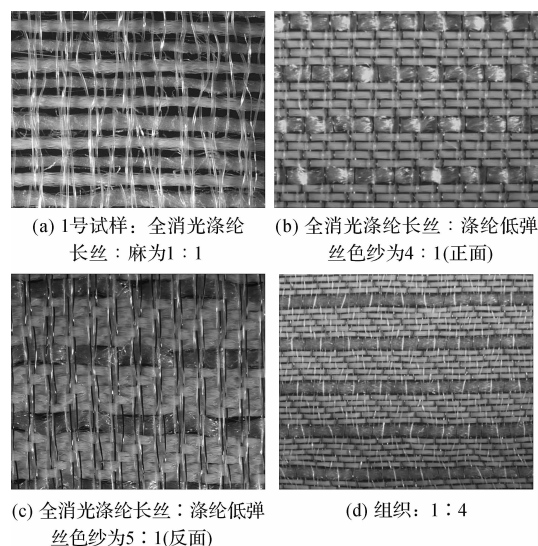 (a) 1号试样：全消光涤纶
长丝：麻为1：1
(b) 全消光涤纶长丝：涤纶低弹
丝色纱为4：1(正面)
(c) 全消光涤纶长丝：涤纶低弹
丝色纱为5：1(反面)
(d) 组织：1：4